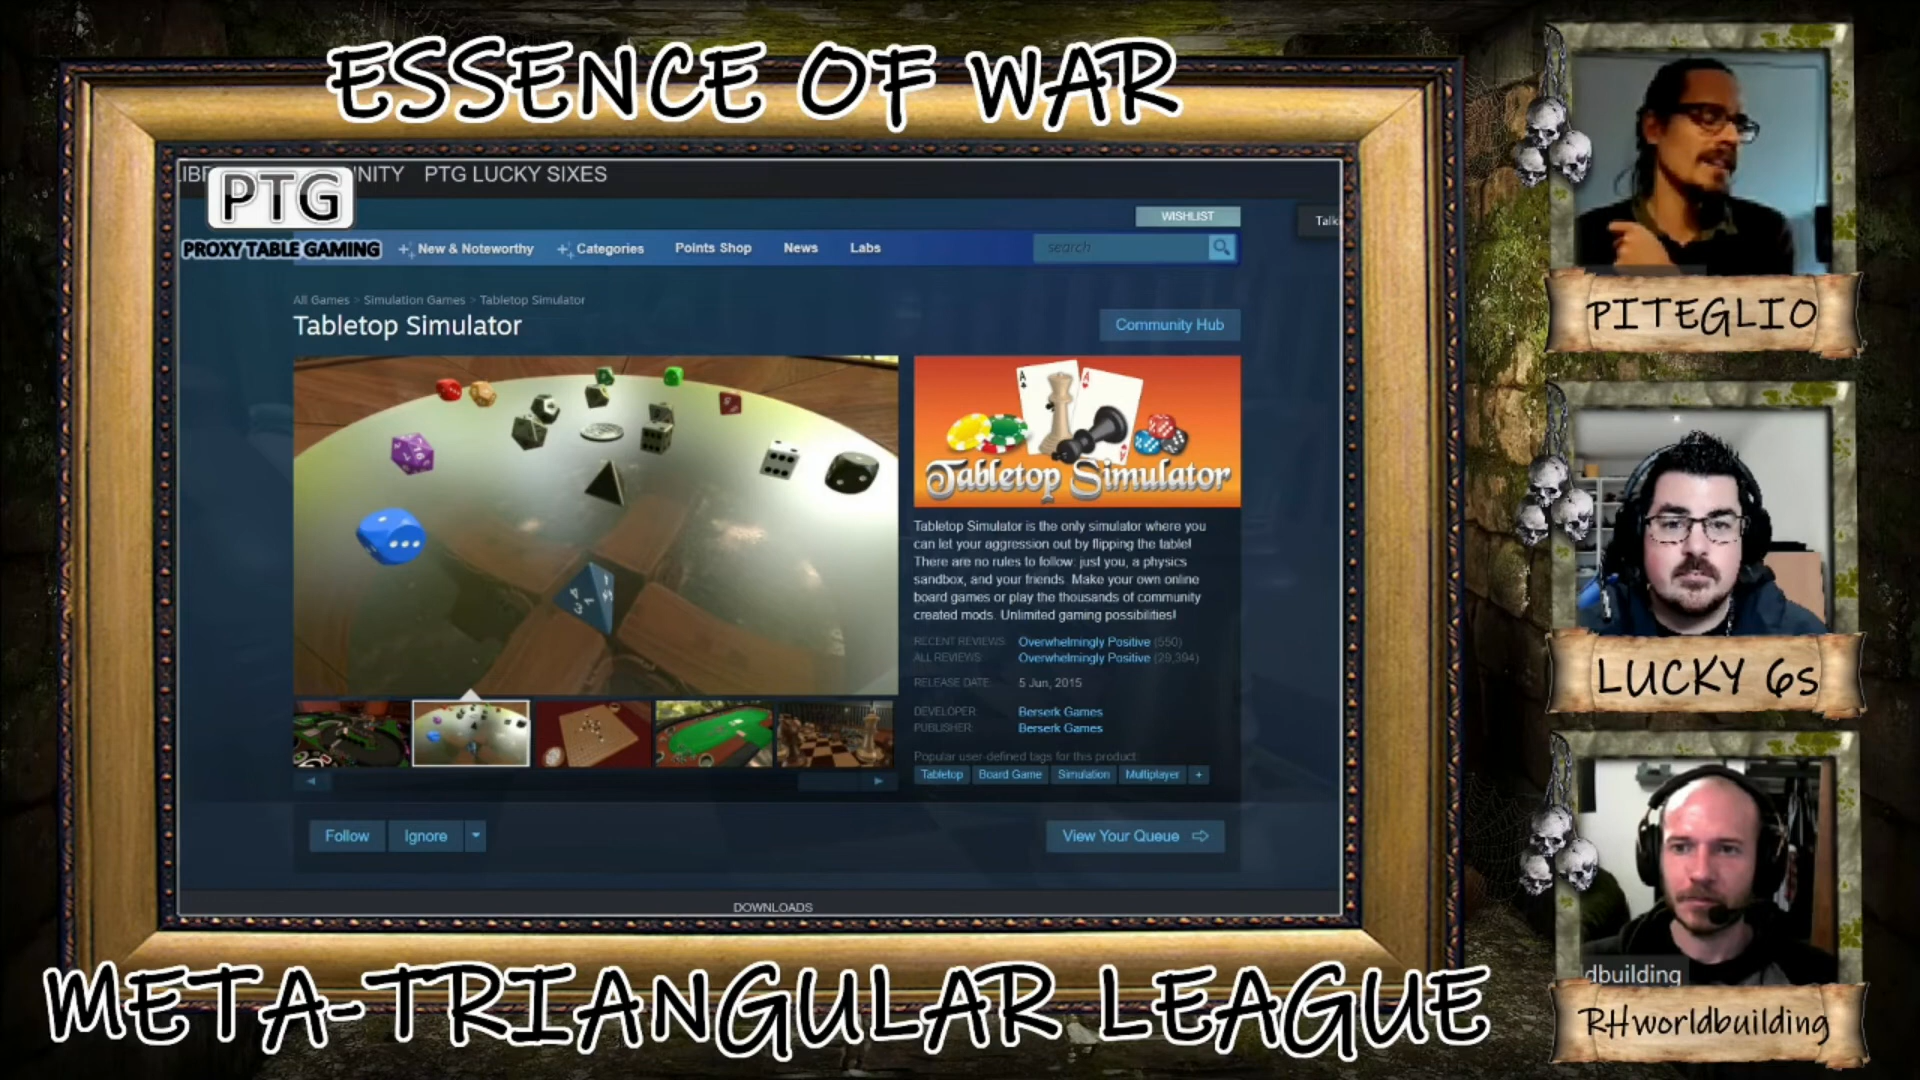 ESSENCE OF WAR
LIB
NITY
PTG LUCKY SIXES
PTG
PROXY TABLE GAMING
WISHLIST
Talk
New & Noteworthy
Categories
Points Shop
News
Labs
search
All Games > Simulation Games > Tabletop Simulator
Tabletop Simulator
Community Hub
Tabletop Simulator
Tabletop Simulator is the only simulator where you
can let your aggression out by flipping the table!
There are no rules to follow: just you, a physics
sandbox, and your friends. Make your own online
board games or play the thousands of community
created mods. Unlimited gaming possibilities!
RECENT REVIEWS: Overwhelmingly Positive (550)
ALL REVIEWS: Overwhelmingly Positive (29,394)
RELEASE DATE: 5 Jun, 2015
DEVELOPER: Berserk Games
PUBLISHER: Berserk Games
Popular user-defined tags for this product:
Tabletop
Board Game
Simulation
Multiplayer
+
Follow
Ignore
View Your Queue
DOWNLOADS
META-TRIANGULAR LEAGUE
PITEGLIO
LUCKY 6s
dbuilding
RHworldbuilding